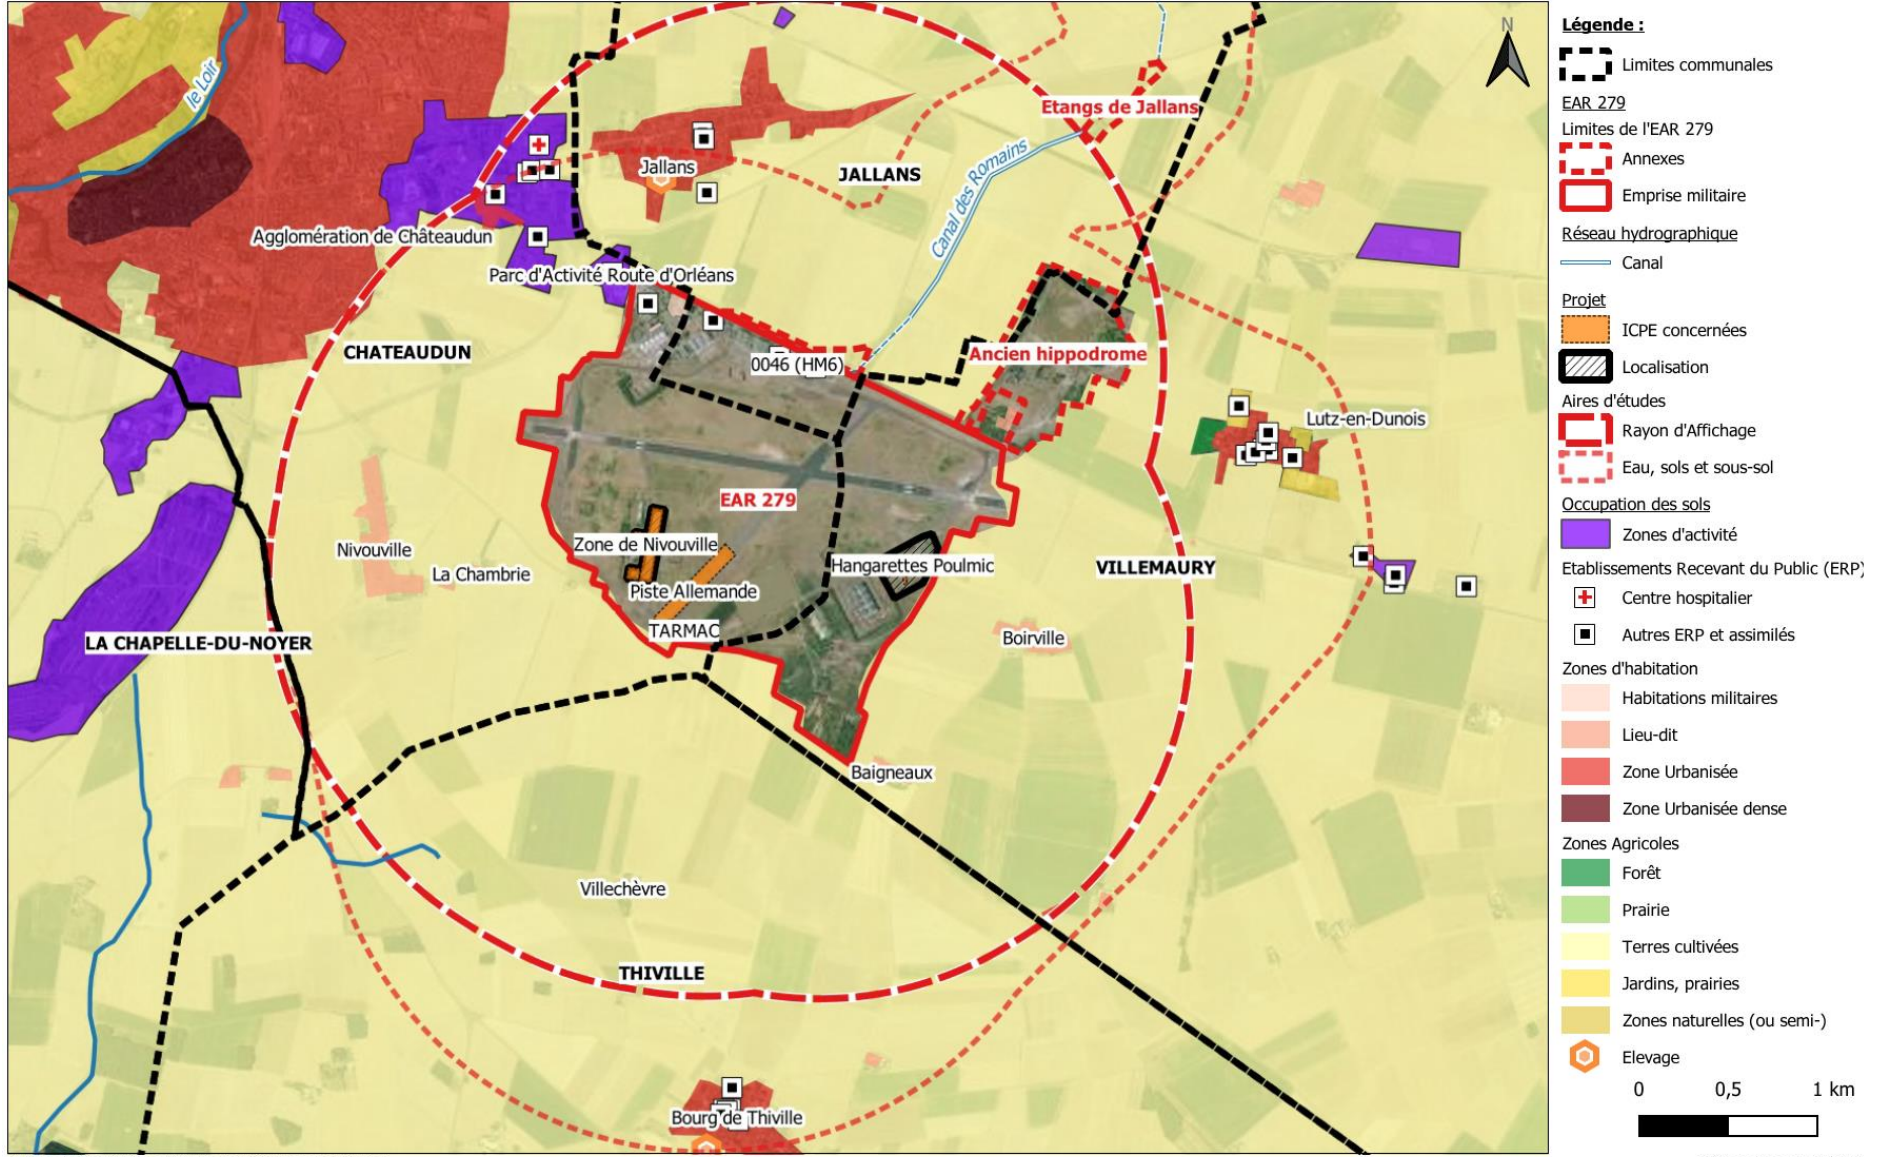 le Loir
Etangs de Jallans
Jallans
JALLANS
Canal des Romains
Agglomération de Châteaudun
Parc d'Activité Route d'Orléans
CHATEAUDUN
0046 (HM6)
Ancien hippodrome
Lutz-en-Dunois
EAR 279
Zone de Nivouville
Nivouville
La Chambrie
Hangarettes Poulmic
VILLEMAURY
Piste Allemande
TARMAC
LA CHAPELLE-DU-NOYER
Boirville
Baigneaux
Villechèvre
THIVILLE
Bourg de Thiville
N
Légende :
Limites communales
EAR 279
Limites de l'EAR 279
Annexes
Emprise militaire
Réseau hydrographique
Canal
Projet
ICPE concernées
Localisation
Aires d'études
Rayon d'Affichage
Eau, sols et sous-sol
Occupation des sols
Zones d'activité
Etablissements Recevant du Public (ERP)
Centre hospitalier
Autres ERP et assimilés
Zones d'habitation
Habitations militaires
Lieu-dit
Zone Urbanisée
Zone Urbanisée dense
Zones Agricoles
Forêt
Prairie
Terres cultivées
Jardins, prairies
Zones naturelles (ou semi-)
Elevage
0 0,5 1 km